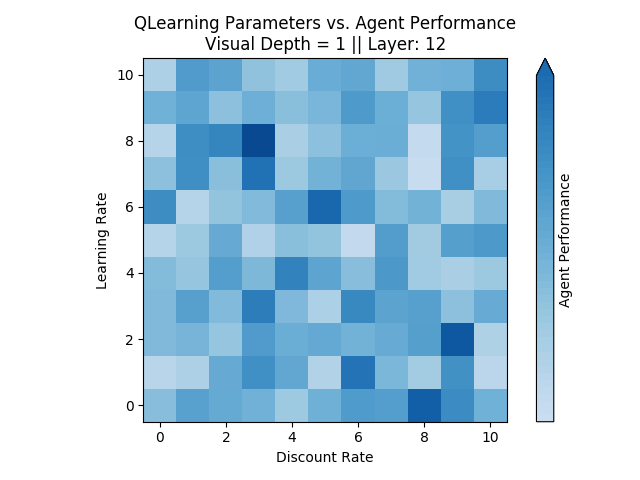 QLearning Parameters vs. Agent Performance
Visual Depth = 1 || Layer: 12
10
8
6
4
2
0
Learning Rate
0 2 4 6 8 10
Discount Rate
Agent Performance